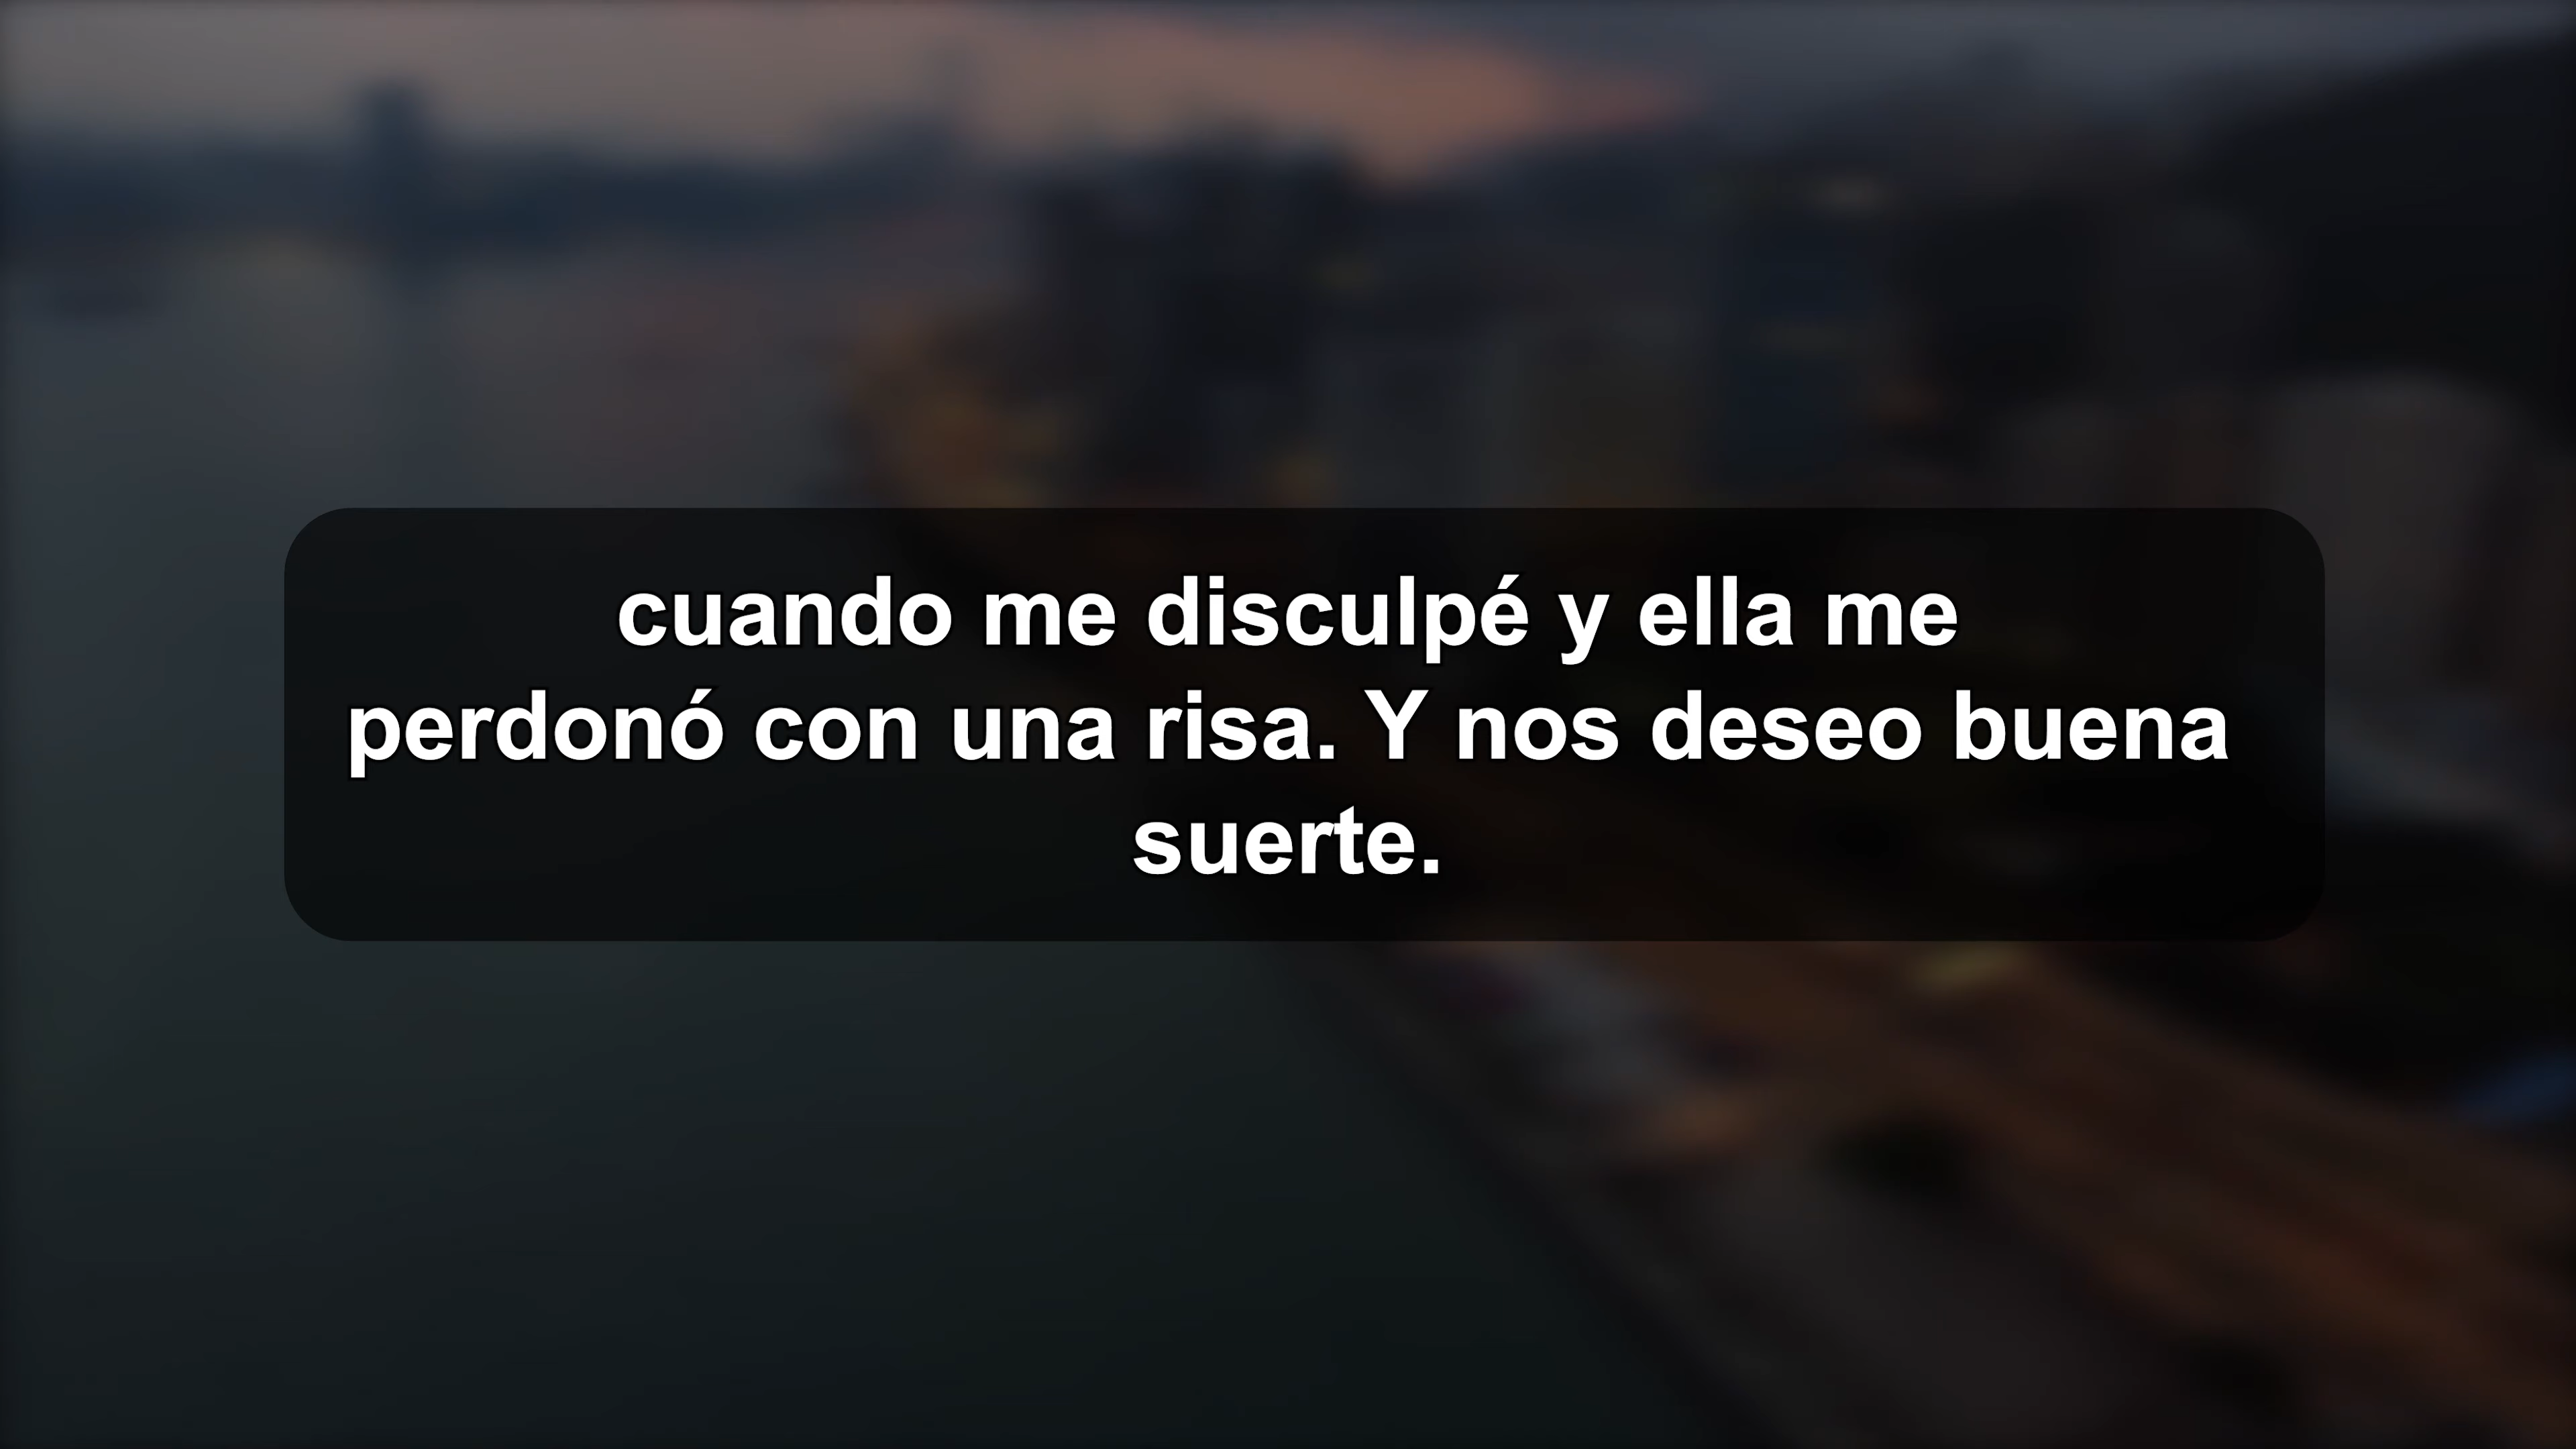 cuando me disculpé y ella me
perdonó con una risa. Y nos deseo buena
suerte.